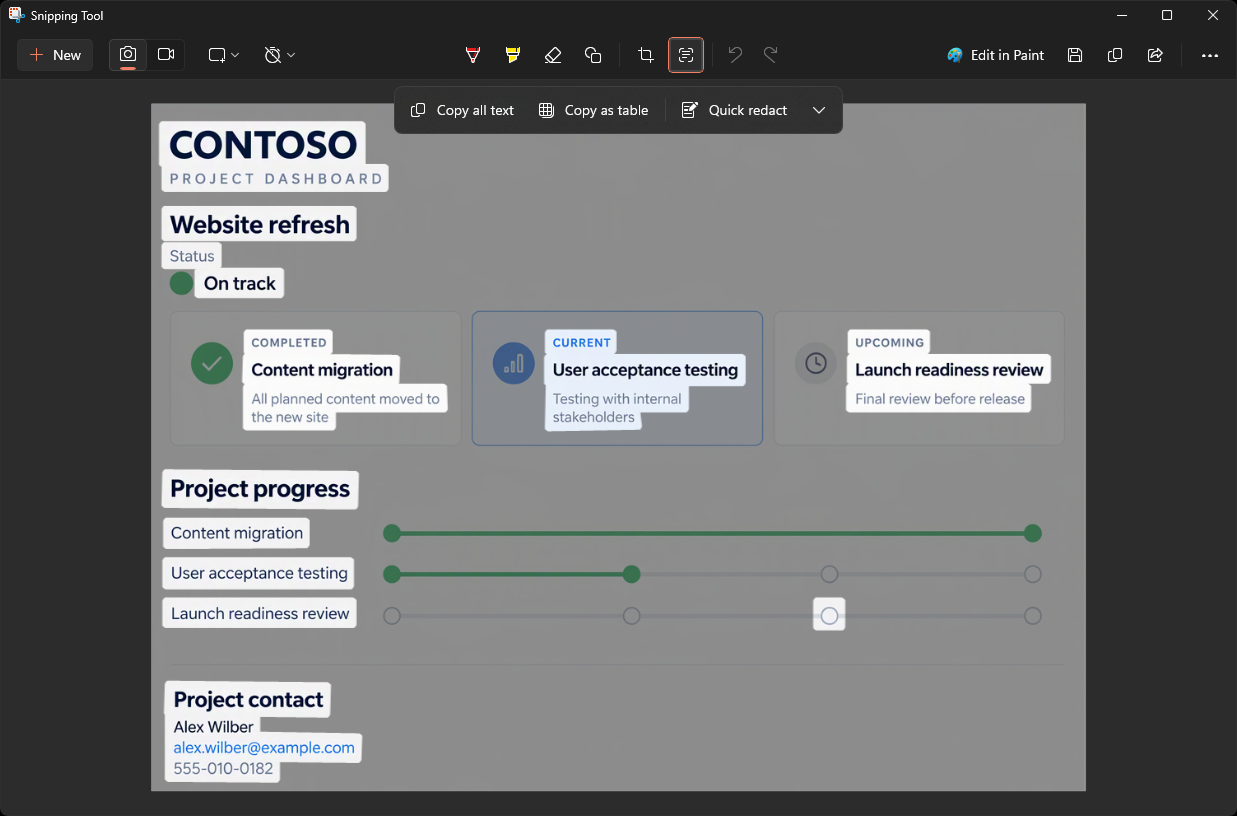 Snipping Tool
New
Edit in Paint
Copy all text
Copy as table
Quick redact
CONTOSO
PROJECT DASHBOARD
Website refresh
Status
On track
COMPLETED
Content migration
All planned content moved to
the new site
CURRENT
User acceptance testing
Testing with internal
stakeholders
UPCOMING
Launch readiness review
Final review before release
Project progress
Content migration
User acceptance testing
Launch readiness review
Project contact
Alex Wilber
alex.wilber@example.com
555-010-0182